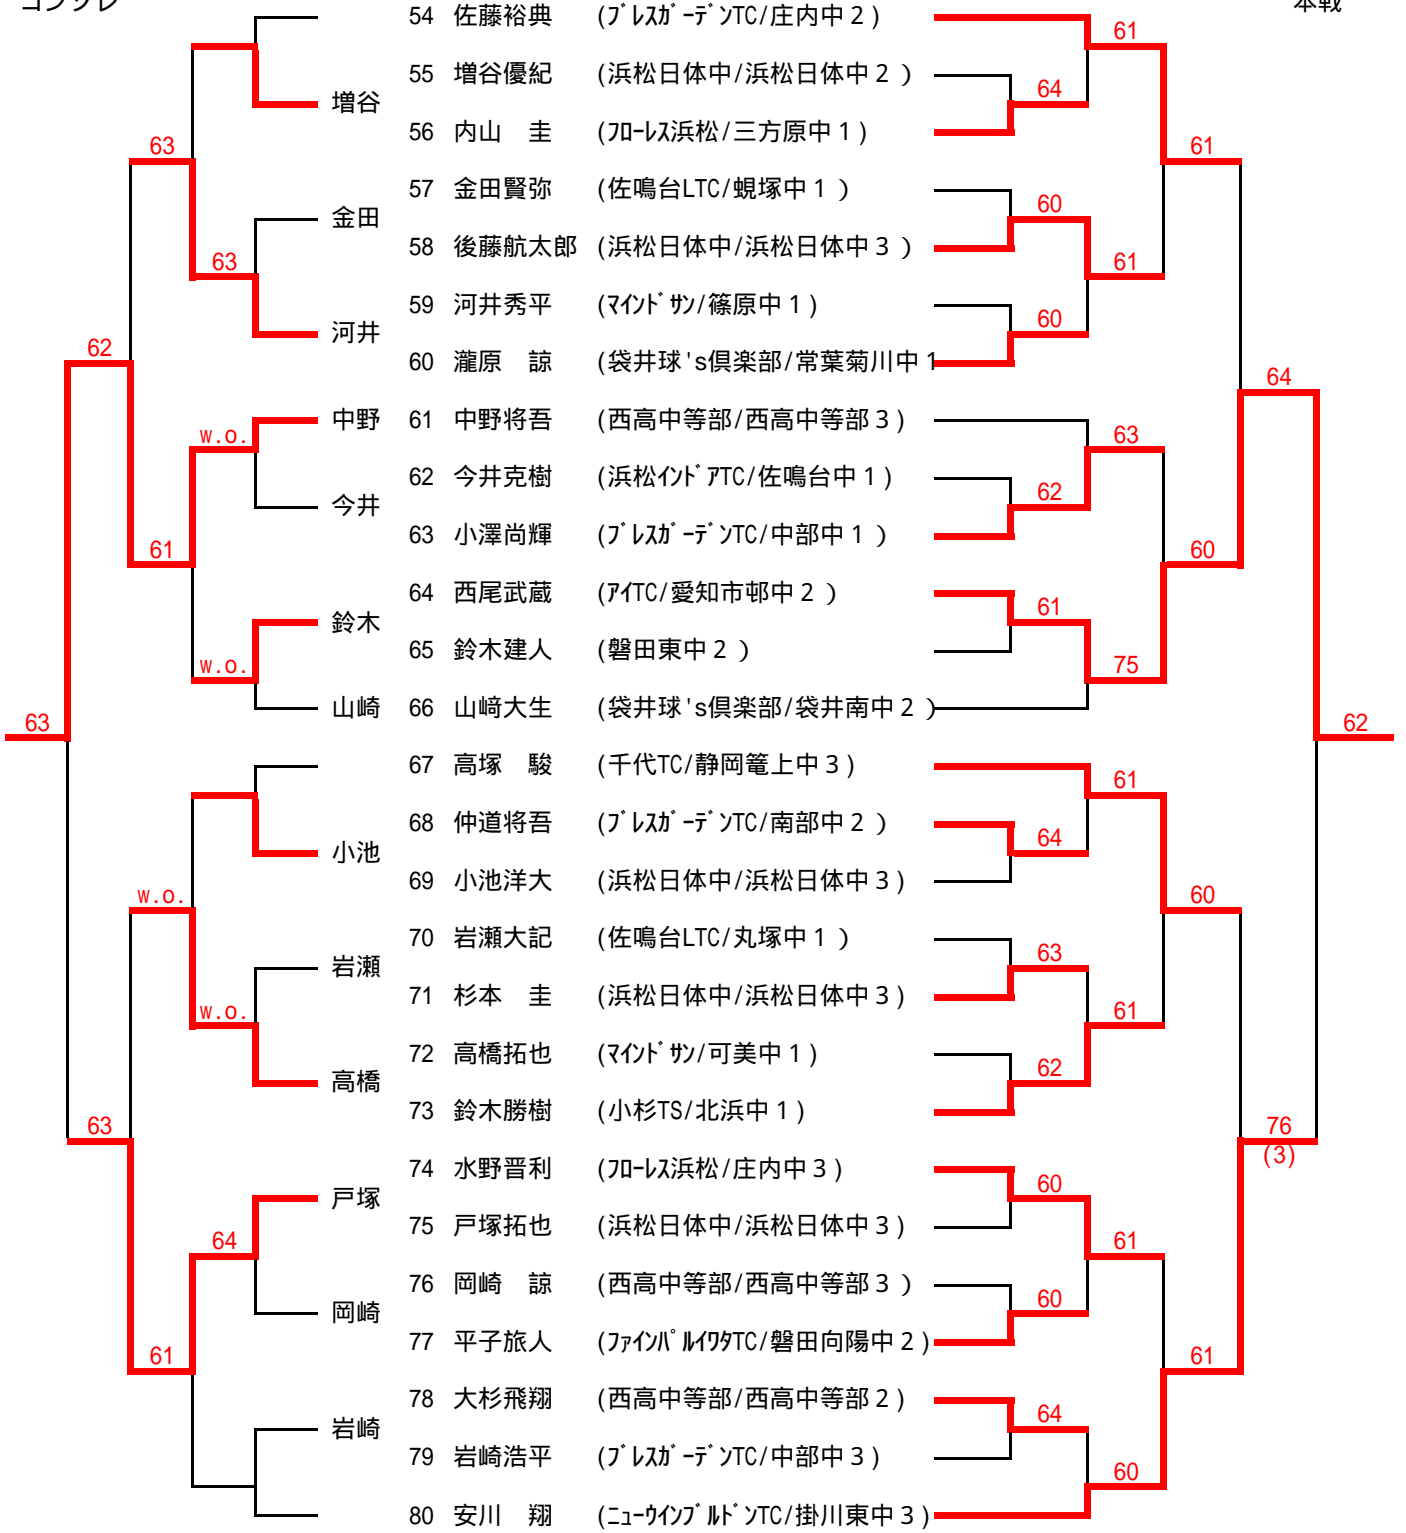 コンソレ 本戦
54 佐藤裕典 (ﾌﾞﾚｽｶﾞｰﾃﾞﾝTC/庄内中２)
61
55 増谷優紀 (浜松日体中/浜松日体中２)
64
増谷
56 内山　圭 (ﾌﾛｰﾚｽ浜松/三方原中１)
63 61
57 金田賢弥 (佐鳴台LTC/蜆塚中１)
60
金田
58 後藤航太郎 (浜松日体中/浜松日体中３)
63 61
59 河井秀平 (ﾏｲﾝﾄﾞｻﾝ/篠原中１)
60
河井
62
60 瀧原　諒 (袋井球's倶楽部/常葉菊川中１
64
中野 61 中野将吾 (西高中等部/西高中等部３)
w.o. 63
62 今井克樹 (浜松ｲﾝﾄﾞｱTC/佐鳴台中１)
62
今井
63 小澤尚輝 (ﾌﾞﾚｽｶﾞｰﾃﾞﾝTC/中部中１)
61 60
64 西尾武蔵 (ｱｲTC/愛知市邨中２)
61
鈴木
65 鈴木建人 (磐田東中２)
w.o. 75
山崎 66 山﨑大生 (袋井球's倶楽部/袋井南中２)
63 62
67 高塚　駿 (千代TC/静岡篭上中３)
61
68 仲道将吾 (ﾌﾞﾚｽｶﾞｰﾃﾞﾝTC/南部中２)
64
小池
69 小池洋大 (浜松日体中/浜松日体中３)
w.o. 60
70 岩瀬大記 (佐鳴台LTC/丸塚中１)
63
岩瀬
71 杉本　圭 (浜松日体中/浜松日体中３)
w.o. 61
72 高橋拓也 (ﾏｲﾝﾄﾞｻﾝ/可美中１)
62
高橋
73 鈴木勝樹 (小杉TS/北浜中１)
63 76
(3)
74 水野晋利 (ﾌﾛｰﾚｽ浜松/庄内中３)
60
戸塚
75 戸塚拓也 (浜松日体中/浜松日体中３)
64 61
76 岡崎　諒 (西高中等部/西高中等部３)
60
岡崎
77 平子旅人 (ﾌｧｲﾝﾊﾟﾙｲﾜﾀTC/磐田向陽中２)
61 61
78 大杉飛翔 (西高中等部/西高中等部２)
64
岩崎
79 岩崎浩平 (ﾌﾞﾚｽｶﾞｰﾃﾞﾝTC/中部中３)
60
80 安川　翔 (ﾆｭｰｳｲﾝﾌﾞﾙﾄﾞﾝTC/掛川東中３)